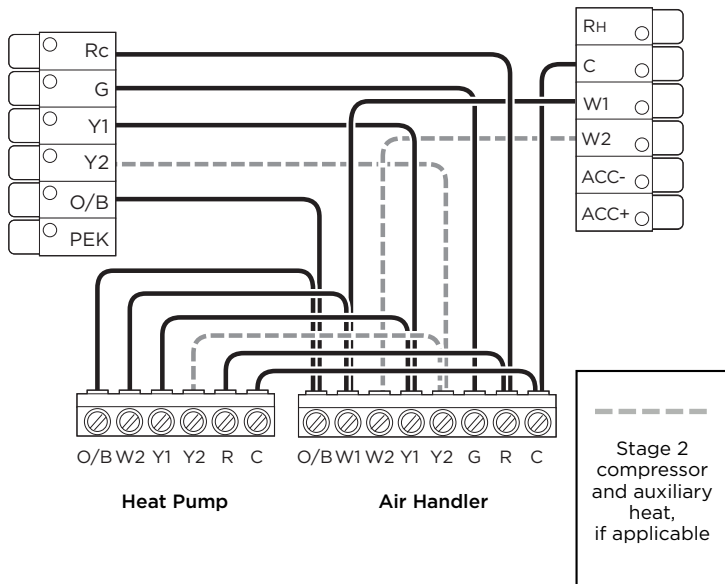 Rc
G
Y1
Y2
O/B
PEK
RH
C
W1
W2
ACC-
ACC+
O/B W2 Y1 Y2 R C
Heat Pump
O/B W1 W2 Y1 Y2 G R C
Air Handler
Stage 2
compressor
and auxiliary
heat,
if applicable